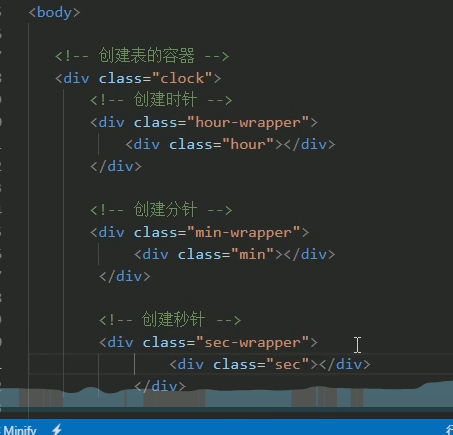 <body>
<!-- 创建表的容器 -->
<div class="clock">
<!-- 创建时针 -->
<div class="hour-wrapper">
<div class="hour"></div>
</div>
<!-- 创建分针 -->
<div class="min-wrapper">
<div class="min"></div>
</div>
<!-- 创建秒针 -->
<div class="sec-wrapper">
<div class="sec"></div>
</div>
Minify